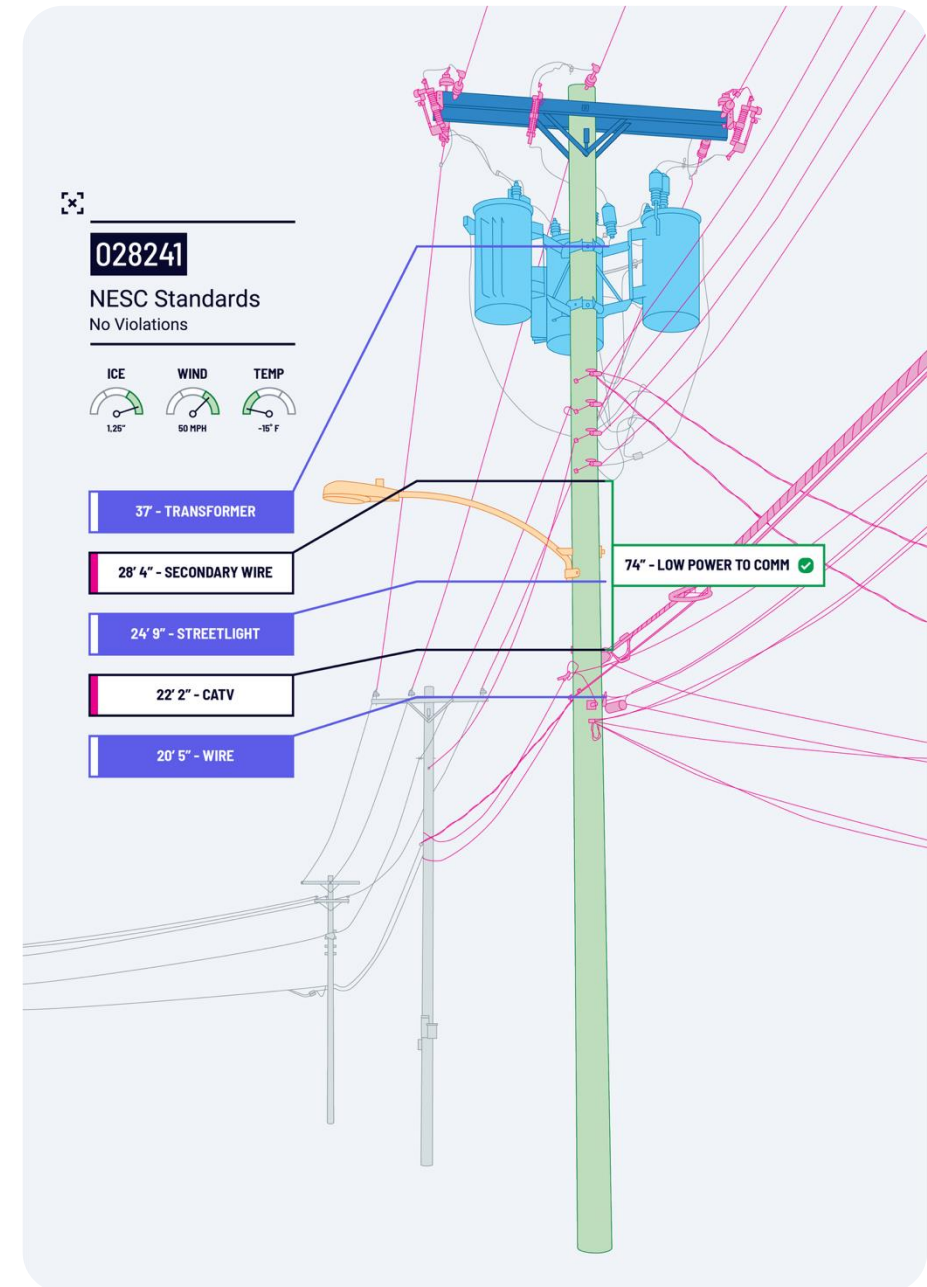 028241
NESC Standards
No Violations
ICE WIND TEMP
1.25" 50 MPH -15° F
37' - TRANSFORMER
28' 4" - SECONDARY WIRE
74" - LOW POWER TO COMM
24' 9" - STREETLIGHT
22' 2" - CATV
20' 5" - WIRE